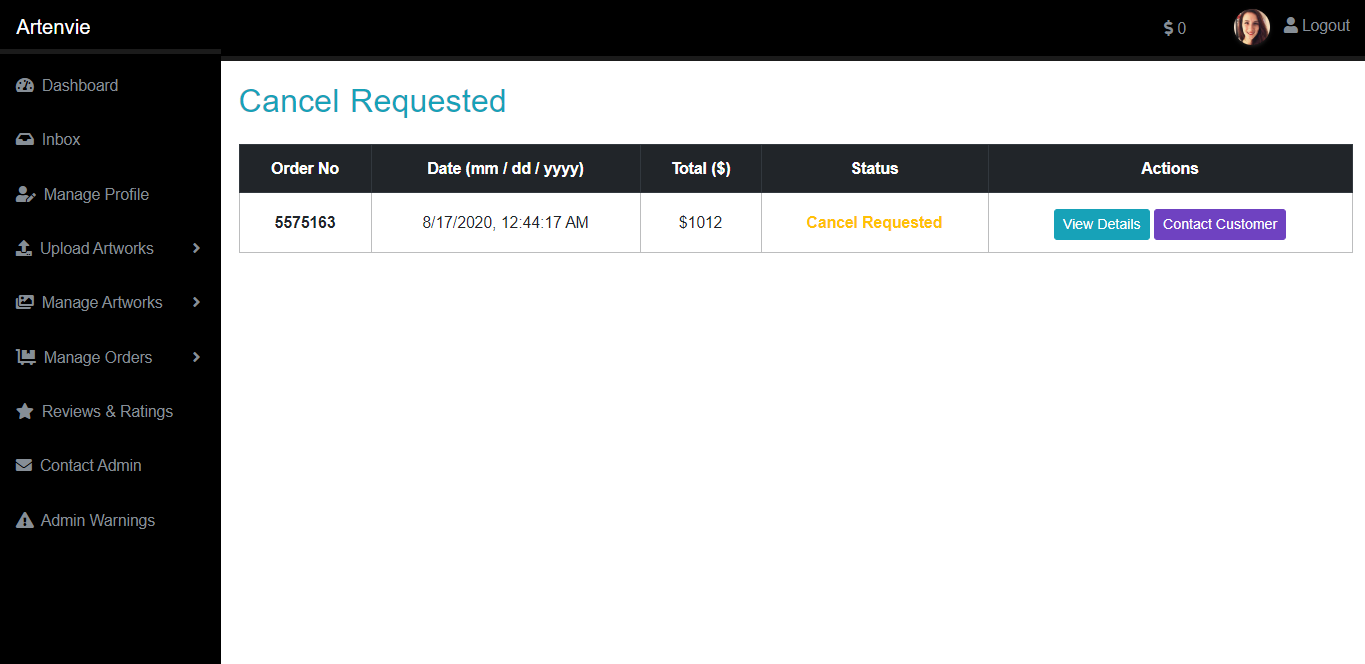 Artenvie
$ 0
Logout
Dashboard
Inbox
Manage Profile
Upload Artworks
Manage Artworks
Manage Orders
Reviews & Ratings
Contact Admin
Admin Warnings
Cancel Requested
Order No Date (mm / dd / yyyy) Total ($) Status Actions
5575163 8/17/2020, 12:44:17 AM $1012 Cancel Requested View Details Contact Customer